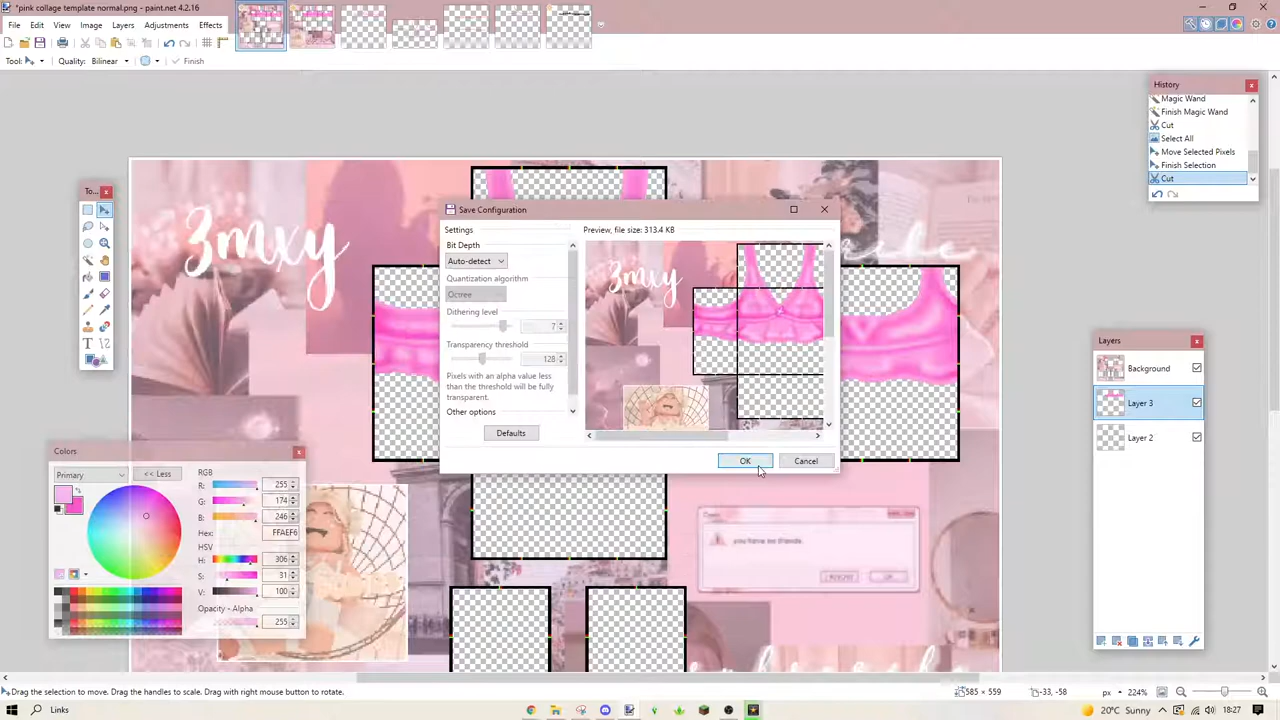 *pink collage template normal.png - paint.net 4.2.16
File Edit View Image Layers Adjustments Effects
Tool: Quality: Bilinear Finish
History
Magic Wand
Finish Magic Wand
Cut
Select All
Move Selected Pixels
Finish Selection
Cut
To...
3mxy
Save Configuration
Settings
Preview, file size: 313.4 KB
Bit Depth
Auto-detect
Quantization algorithm
Octree
Dithering level
7
Transparency threshold
128
Pixels with an alpha value less
than the threshold will be fully
transparent.
Other options
Defaults
3mxy
OK Cancel
Layers
Background
Layer 3
Layer 2
Colors
Primary << Less
RGB
R: 255
G: 174
B: 246
Hex: FFAEF6
HSV
H: 306
S: 31
V: 100
Opacity - Alpha
255
you have no friends.
OK
Drag the selection to move. Drag the handles to scale. Drag with right mouse button to rotate.
585 × 559 -33, -58 px 224%
Links 20°C Sunny 18:27